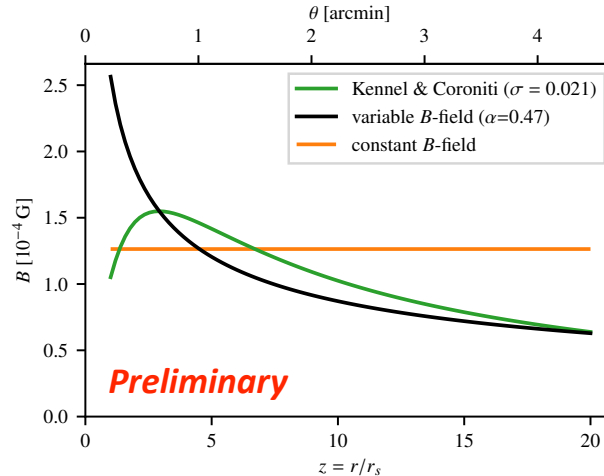 θ [arcmin]
0 1 2 3 4
2.5
2.0
1.5
1.0
0.5
0.0
B [10⁻⁴ G]
Kennel & Coroniti (σ = 0.021)
variable B-field (α=0.47)
constant B-field
Preliminary
0 5 10 15 20
z = r/rₛ